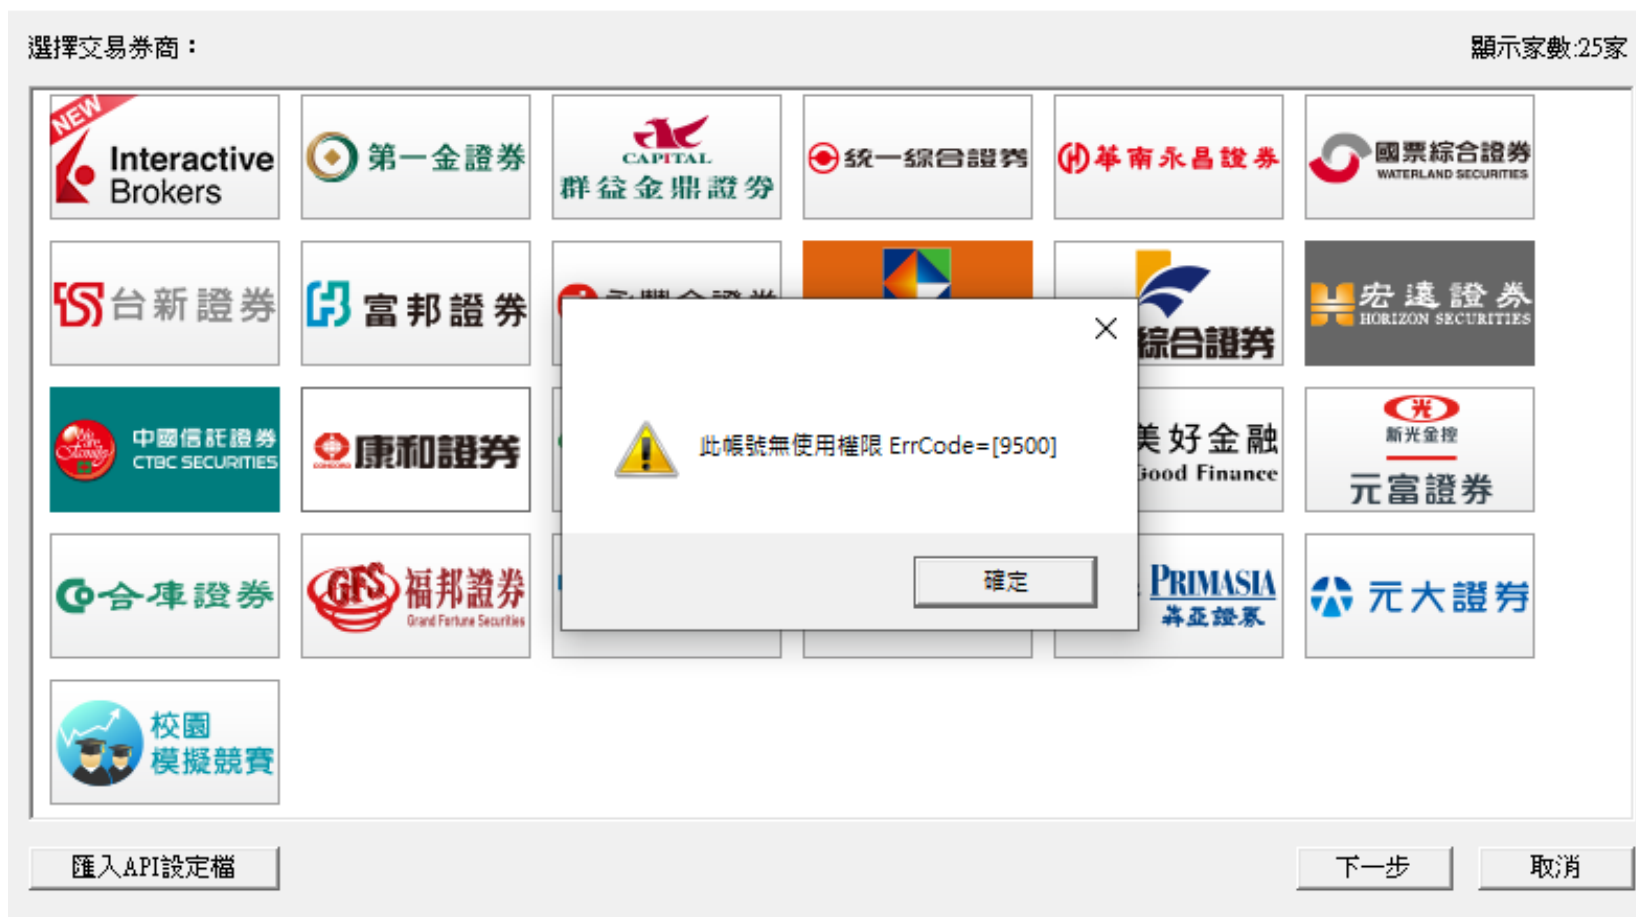 選擇交易券商：
顯示家數:25家
NEW
Interactive
Brokers
第一金證券
CAPITAL
群益金鼎證券
統一綜合證券
華南永昌證券
國票綜合證券
WATERLAND SECURITIES
台新證券
富邦證券
綜合證券
宏遠證券
HORIZON SECURITIES
中國信託證券
CTBC SECURITIES
康和證券
CONCORD
此帳號無使用權限 ErrCode=[9500]
美好金融
Good Finance
新光金控
元富證券
合庫證券
GFS
福邦證券
Grand Fortune Securities
確定
PRIMASIA
犇亞證券
元大證券
校園
模擬競賽
匯入API設定檔
下一步
取消